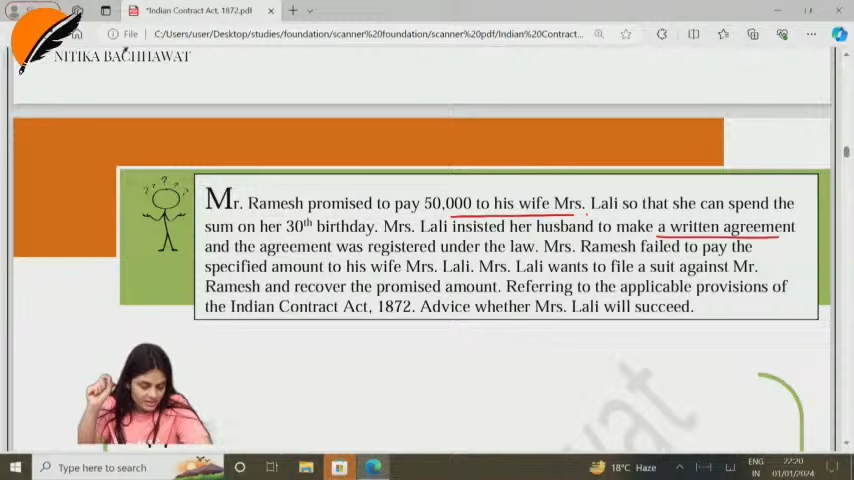 *Indian Contract Act, 1872.pdf
File
C:/Users/user/Desktop/studies/foundation/scanner%20foundation/scanner%20pdf/Indian%20Contract...
NITIKA BACHHAWAT
Mr. Ramesh promised to pay 50,000 to his wife Mrs. Lali so that she can spend the
sum on her 30th birthday. Mrs. Lali insisted her husband to make a written agreement
and the agreement was registered under the law. Mrs. Ramesh failed to pay the
specified amount to his wife Mrs. Lali. Mrs. Lali wants to file a suit against Mr.
Ramesh and recover the promised amount. Referring to the applicable provisions of
the Indian Contract Act, 1872. Advice whether Mrs. Lali will succeed.
Type here to search
18°C Haze
ENG
IN
22:20
01/01/2024